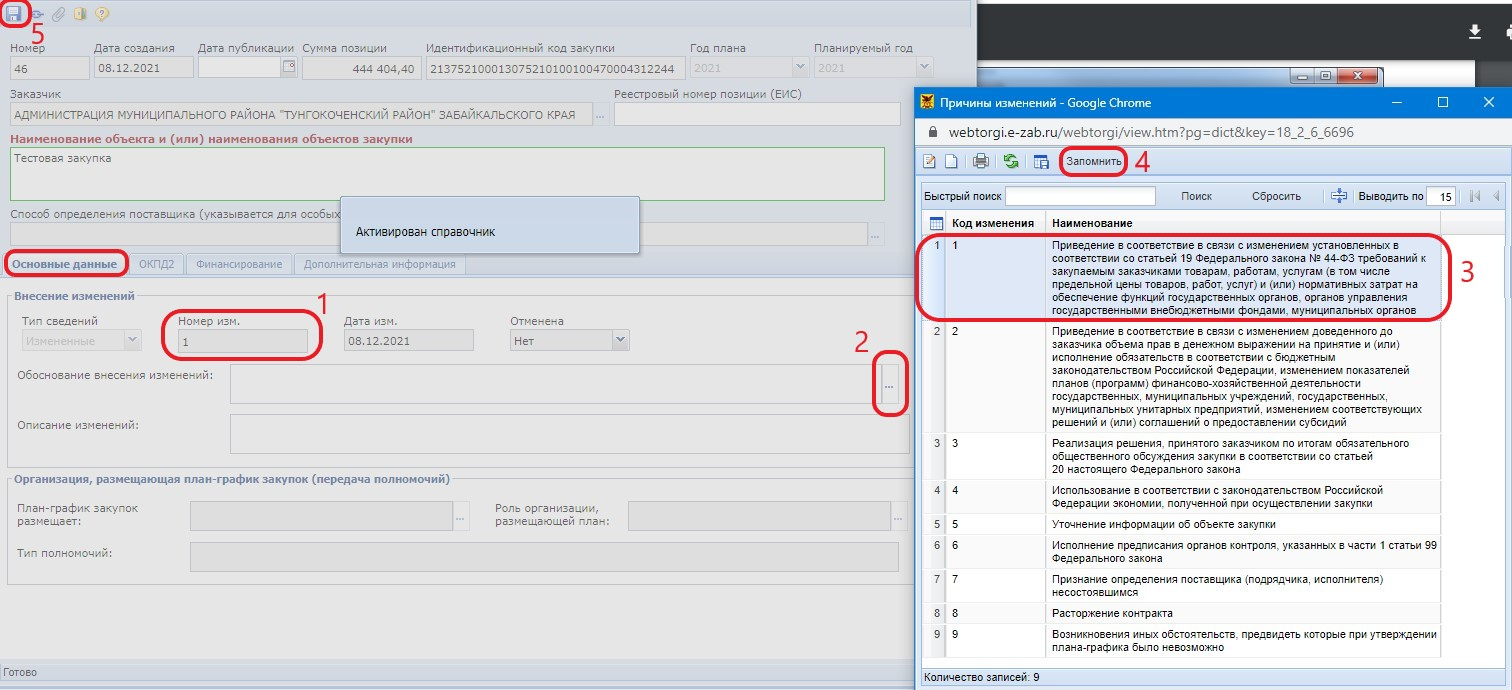 5
Номер
Дата создания
Дата публикации
Сумма позиции
Идентификационный код закупки
Год плана
Планируемый год
46
08.12.2021
444 404,40
213752100013075210100100470004312244
2021
2021
Заказчик
Реестровый номер позиции (ЕИС)
АДМИНИСТРАЦИЯ МУНИЦИПАЛЬНОГО РАЙОНА "ТУНГОКОЧЕНСКИЙ РАЙОН" ЗАБАЙКАЛЬСКОГО КРАЯ
...
Наименование объекта и (или) наименования объектов закупки
Тестовая закупка
Способ определения поставщика (указывается для особых
...
Активирован справочник
Основные данные
ОКПД2
Финансирование
Дополнительная информация
Внесение изменений
1
Тип сведений
Номер изм.
Дата изм.
Отменена
Измененные
1
08.12.2021
Нет
2
Обоснование внесения изменений:
...
Описание изменений:
Организация, размещающая план-график закупок (передача полномочий)
План-график закупок
размещает:
...
Роль организации,
размещающей план:
...
Тип полномочий:
Готово
Причины изменений - Google Chrome
webtorgi.e-zab.ru/webtorgi/view.htm?pg=dict&key=18_2_6_6696
Запомнить
4
Быстрый поиск
Поиск
Сбросить
Выводить по
15
Код изменения
Наименование
3
1
1
Приведение в соответствие в связи с изменением установленных в
соответствии со статьей 19 Федерального закона № 44-ФЗ требований к
закупаемым заказчиками товарам, работам, услугам (в том числе
предельной цены товаров, работ, услуг) и (или) нормативных затрат на
обеспечение функций государственных органов, органов управления
государственными внебюджетными фондами, муниципальных органов
2
2
Приведение в соответствие в связи с изменением доведенного до
заказчика объема прав в денежном выражении на принятие и (или)
исполнение обязательств в соответствии с бюджетным
законодательством Российской Федерации, изменением показателей
планов (программ) финансово-хозяйственной деятельности
государственных, муниципальных учреждений, государственных,
муниципальных унитарных предприятий, изменением соответствующих
решений и (или) соглашений о предоставлении субсидий
3
3
Реализация решения, принятого заказчиком по итогам обязательного
общественного обсуждения закупки в соответствии со статьей
20 настоящего Федерального закона
4
4
Использование в соответствии с законодательством Российской
Федерации экономии, полученной при осуществлении закупки
5
5
Уточнение информации об объекте закупки
6
6
Исполнение предписания органов контроля, указанных в части 1 статьи 99
Федерального закона
7
7
Признание определения поставщика (подрядчика, исполнителя)
несостоявшимся
8
8
Расторжение контракта
9
9
Возникновения иных обстоятельств, предвидеть которые при утверждении
плана-графика было невозможно
Количество записей: 9